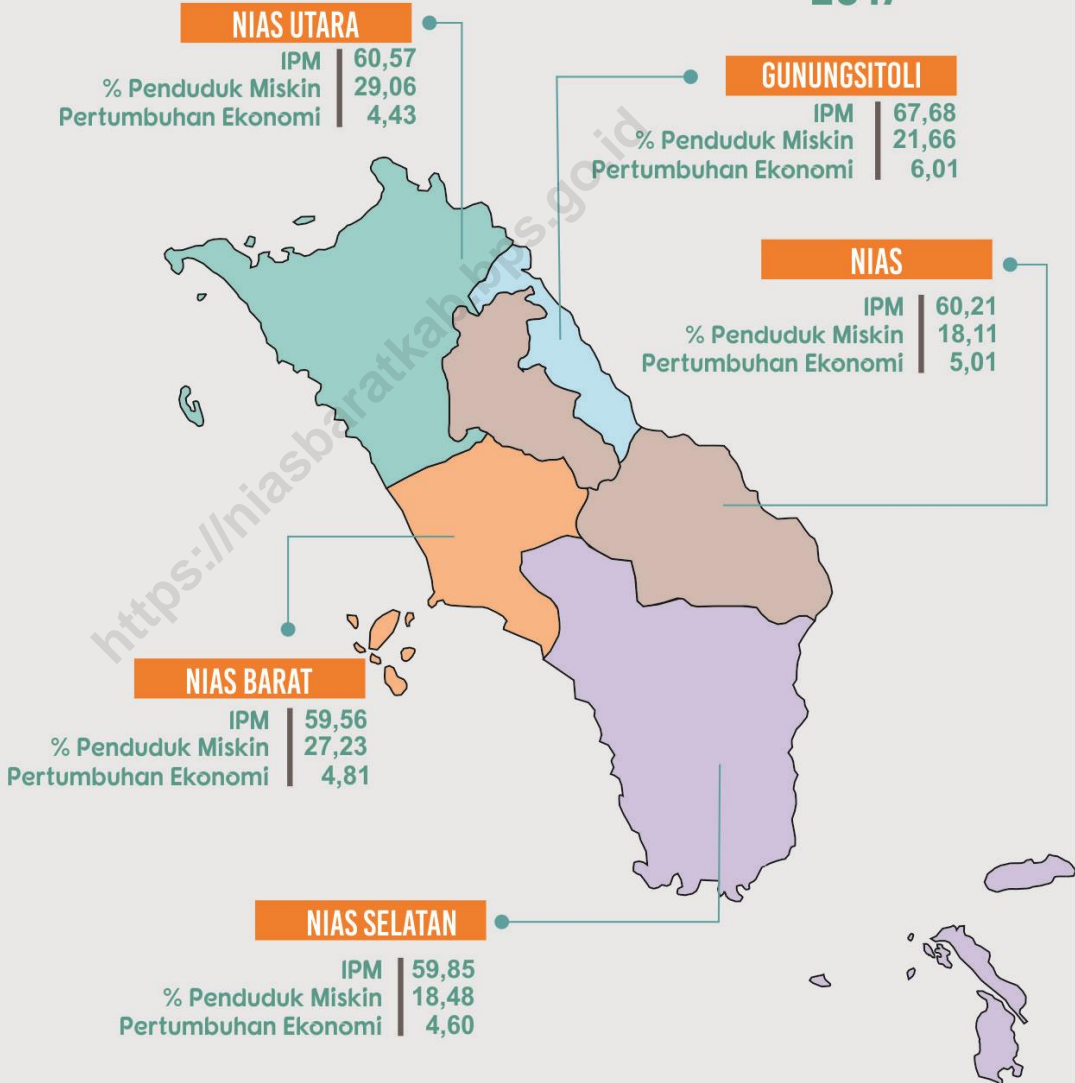 2017
NIAS UTARA
IPM 60,57
% Penduduk Miskin 29,06
Pertumbuhan Ekonomi 4,43
GUNUNGSITOLI
IPM 67,68
% Penduduk Miskin 21,66
Pertumbuhan Ekonomi 6,01
NIAS
IPM 60,21
% Penduduk Miskin 18,11
Pertumbuhan Ekonomi 5,01
https://niasbaratkab.bps.go.id
NIAS BARAT
IPM 59,56
% Penduduk Miskin 27,23
Pertumbuhan Ekonomi 4,81
NIAS SELATAN
IPM 59,85
% Penduduk Miskin 18,48
Pertumbuhan Ekonomi 4,60